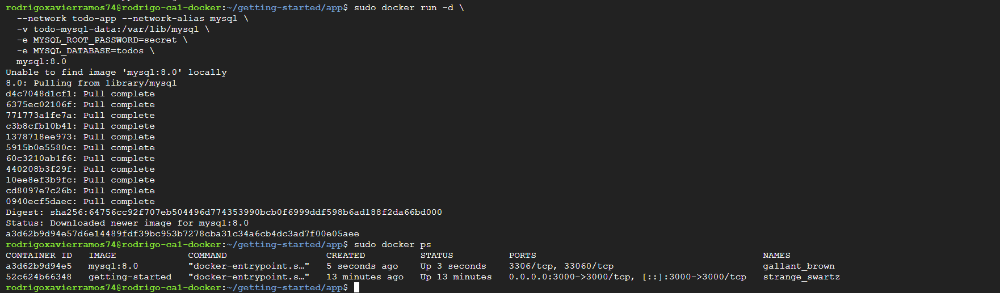 rodrigoxavierramos74@rodrigo-ca1-docker:~/getting-started/app$ sudo docker run -d \
  --network todo-app --network-alias mysql \
  -v todo-mysql-data:/var/lib/mysql \
  -e MYSQL_ROOT_PASSWORD=secret \
  -e MYSQL_DATABASE=todos \
  mysql:8.0
Unable to find image 'mysql:8.0' locally
8.0: Pulling from library/mysql
d4c7048d1cf1: Pull complete
6375ec02106f: Pull complete
771773a1fe7a: Pull complete
c3b8cfb10b41: Pull complete
1378718ee973: Pull complete
5915b0e5580c: Pull complete
60c3210ab1f6: Pull complete
440208b3f29f: Pull complete
10ee8ef3b9fc: Pull complete
cd8097e7c26b: Pull complete
0940ecf5daec: Pull complete
Digest: sha256:64756cc92f707eb504496d774353990bcb0f6999ddf598b6ad188f2da66bd000
Status: Downloaded newer image for mysql:8.0
a3d62b9d94e57d6e14489fdf39bc953b7278cba31c34a6cb4dc3ad7f00e05aee
rodrigoxavierramos74@rodrigo-ca1-docker:~/getting-started/app$ sudo docker ps
CONTAINER ID   IMAGE             COMMAND                  CREATED          STATUS          PORTS                                         NAMES
a3d62b9d94e5   mysql:8.0         "docker-entrypoint.s…"   5 seconds ago    Up 3 seconds    3306/tcp, 33060/tcp                           gallant_brown
52c624b66348   getting-started   "docker-entrypoint.s…"   13 minutes ago   Up 13 minutes   0.0.0.0:3000->3000/tcp, [::]:3000->3000/tcp   strange_swartz
rodrigoxavierramos74@rodrigo-ca1-docker:~/getting-started/app$